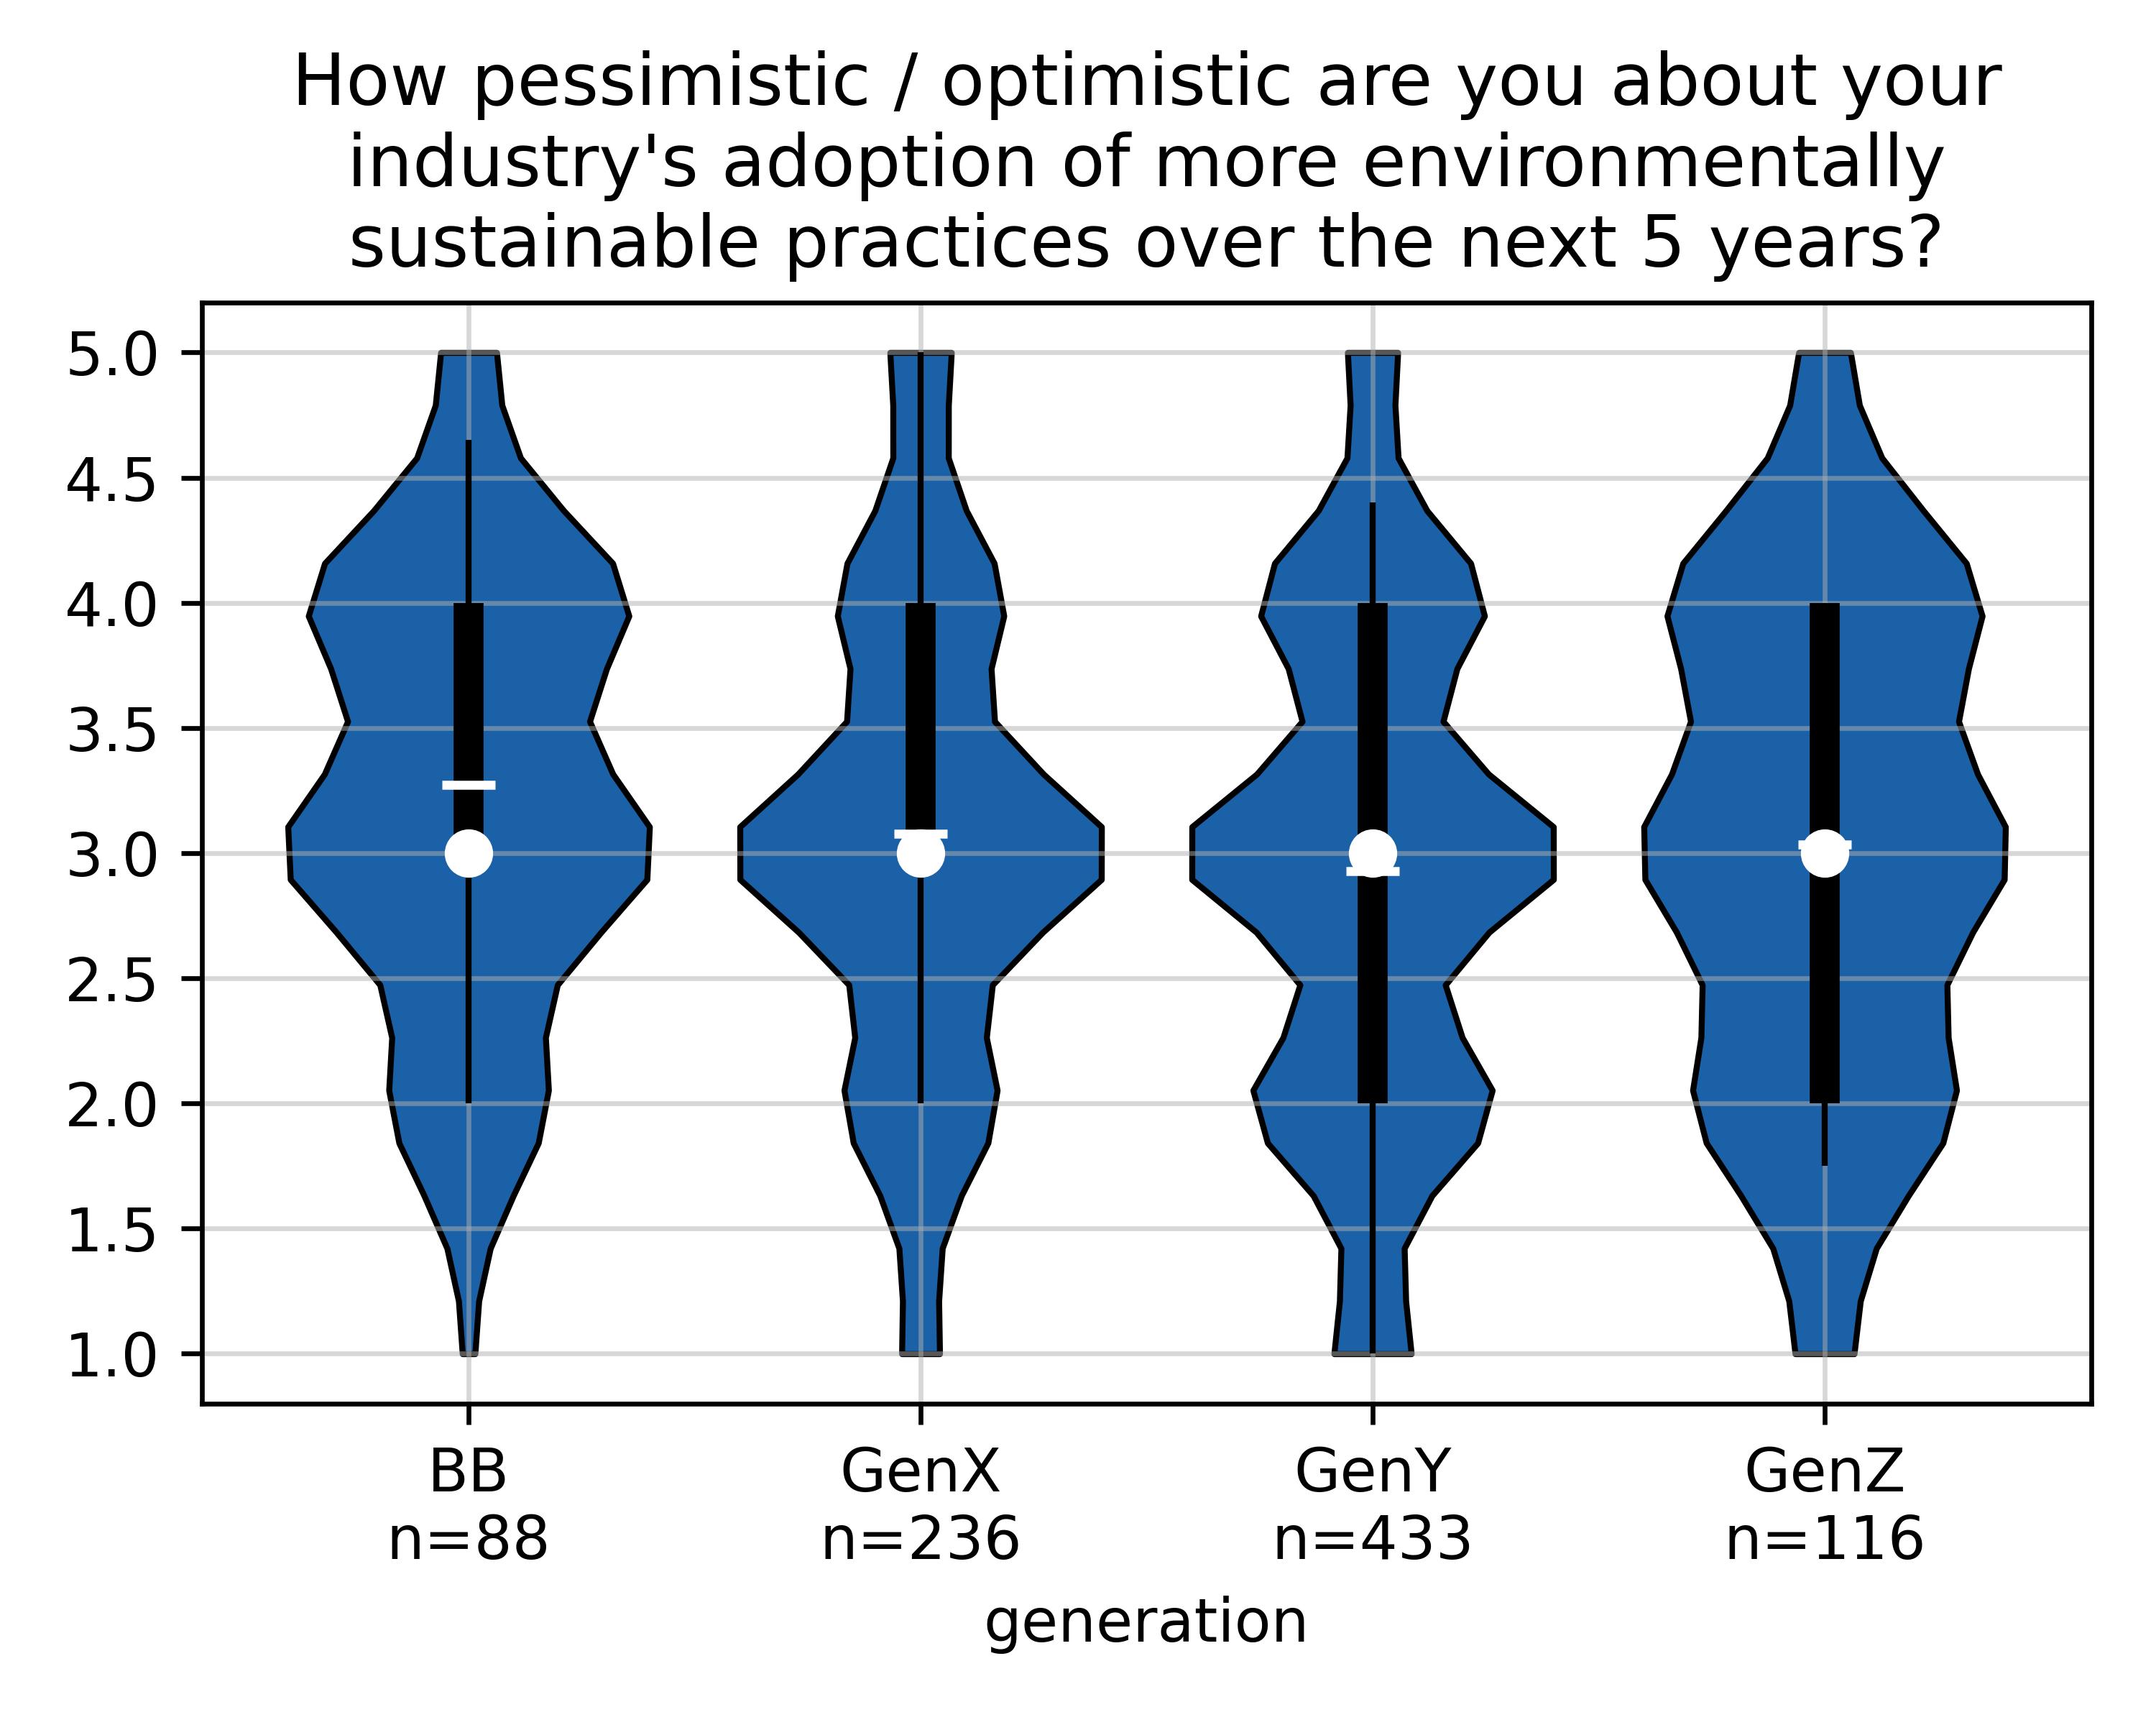 How pessimistic / optimistic are you about your
industry's adoption of more environmentally
sustainable practices over the next 5 years?
5.0
4.5
4.0
3.5
3.0
2.5
2.0
1.5
1.0
BB GenX GenY GenZ
n=88 n=236 n=433 n=116
generation